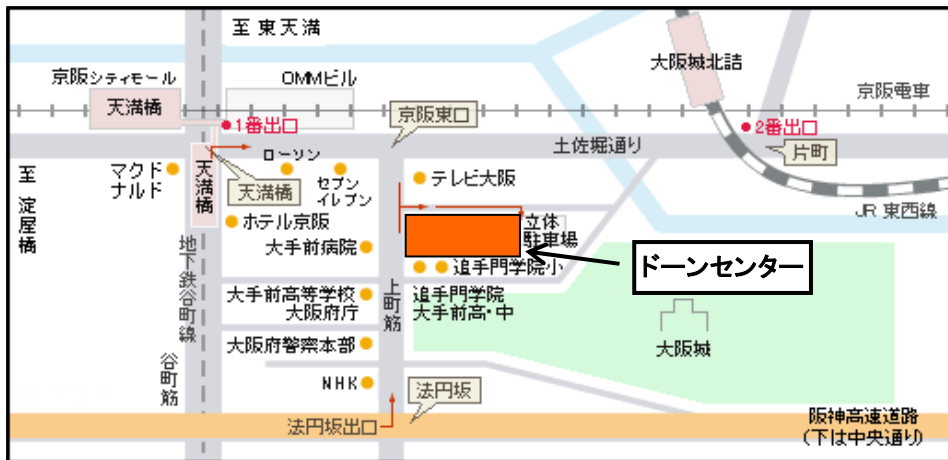 至 東天満
京阪シティモール
OMMビル
大阪城北詰
京阪電車
天満橋
1番出口
京阪東口
2番出口
土佐堀通り
片町
至
淀屋橋
マクド
ナルド
天満橋
ローソン
天満橋
セブン
イレブン
テレビ大阪
JR 東西線
ホテル京阪
立体
駐車場
大手前病院
追手門学院小
ドーンセンター
地下鉄谷町線
大手前高等学校
大阪府庁
上町筋
追手門学院
大手前高・中
大阪城
大阪府警察本部
谷町筋
NHK
法円坂
法円坂出口
阪神高速道路
(下は中央通り)